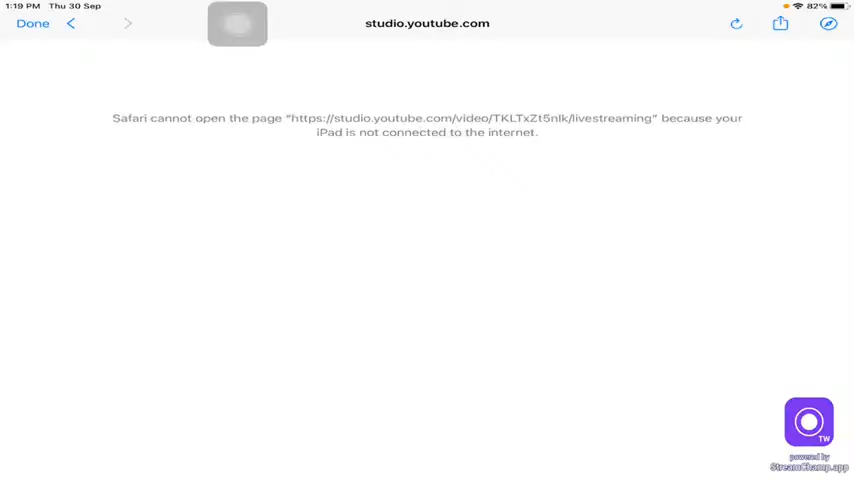 1:19 PM Thu 30 Sep 82%
Done studio.youtube.com
Safari cannot open the page "https://studio.youtube.com/video/TKLTxZt5nIk/livestreaming" because your
iPad is not connected to the internet.
TW
powered by
StreamChamp.app